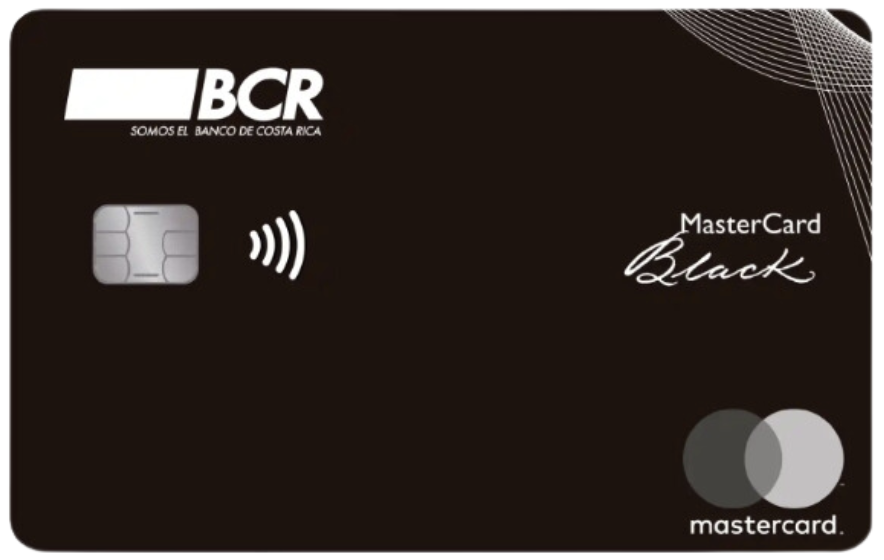 BCR
SOMOS EL BANCO DE COSTA RICA
MasterCard
Black
mastercard.